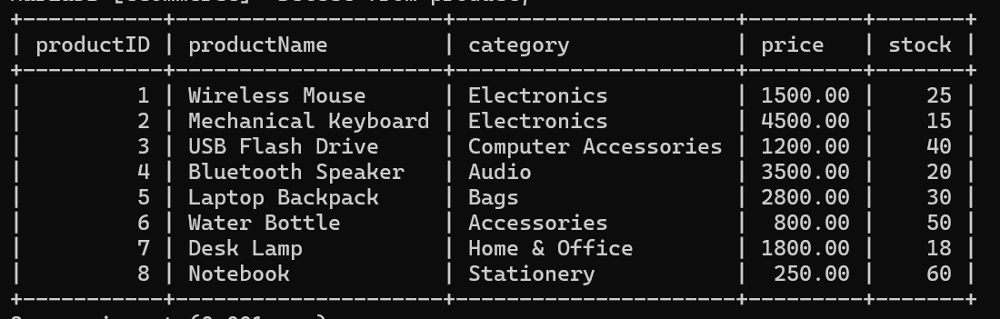 +-----------+---------------------+----------------------+---------+-------+
| productID | productName         | category             | price   | stock |
+-----------+---------------------+----------------------+---------+-------+
|         1 | Wireless Mouse      | Electronics          | 1500.00 |    25 |
|         2 | Mechanical Keyboard | Electronics          | 4500.00 |    15 |
|         3 | USB Flash Drive     | Computer Accessories | 1200.00 |    40 |
|         4 | Bluetooth Speaker   | Audio                | 3500.00 |    20 |
|         5 | Laptop Backpack     | Bags                 | 2800.00 |    30 |
|         6 | Water Bottle        | Accessories          |  800.00 |    50 |
|         7 | Desk Lamp           | Home & Office        | 1800.00 |    18 |
|         8 | Notebook            | Stationery           |  250.00 |    60 |
+-----------+---------------------+----------------------+---------+-------+